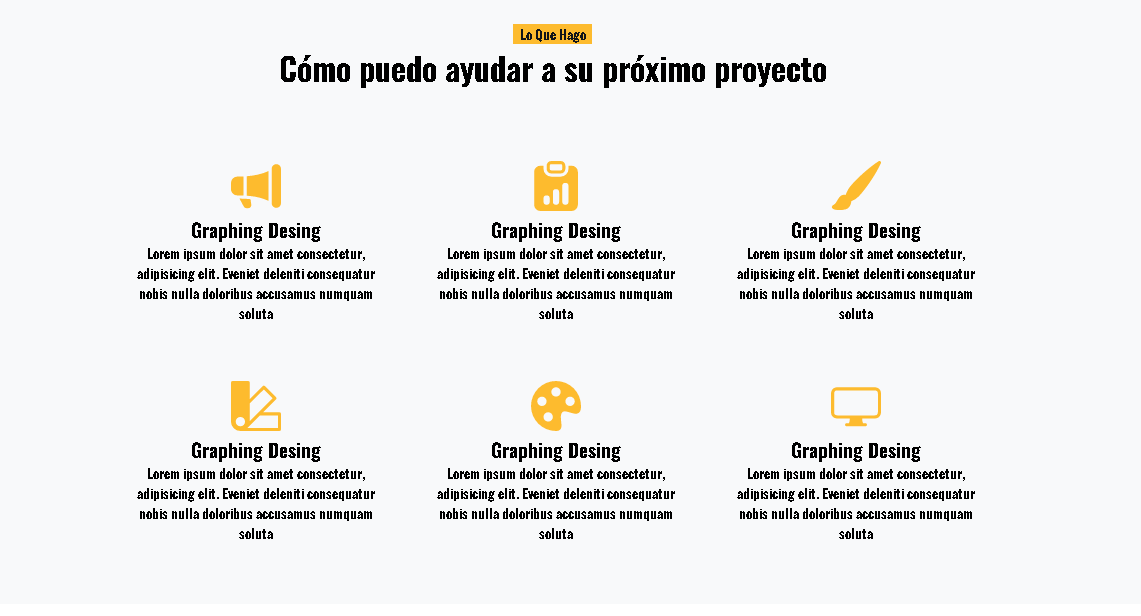 Lo Que Hago
Cómo puedo ayudar a su próximo proyecto
Graphing Desing
Lorem ipsum dolor sit amet consectetur,
adipisicing elit. Eveniet deleniti consequatur
nobis nulla doloribus accusamus numquam
soluta
Graphing Desing
Lorem ipsum dolor sit amet consectetur,
adipisicing elit. Eveniet deleniti consequatur
nobis nulla doloribus accusamus numquam
soluta
Graphing Desing
Lorem ipsum dolor sit amet consectetur,
adipisicing elit. Eveniet deleniti consequatur
nobis nulla doloribus accusamus numquam
soluta
Graphing Desing
Lorem ipsum dolor sit amet consectetur,
adipisicing elit. Eveniet deleniti consequatur
nobis nulla doloribus accusamus numquam
soluta
Graphing Desing
Lorem ipsum dolor sit amet consectetur,
adipisicing elit. Eveniet deleniti consequatur
nobis nulla doloribus accusamus numquam
soluta
Graphing Desing
Lorem ipsum dolor sit amet consectetur,
adipisicing elit. Eveniet deleniti consequatur
nobis nulla doloribus accusamus numquam
soluta